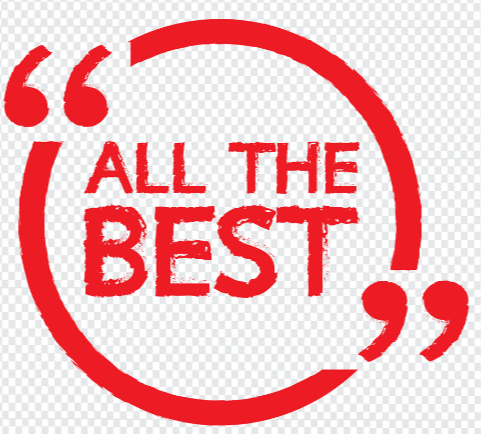 “ALL THE
BEST”